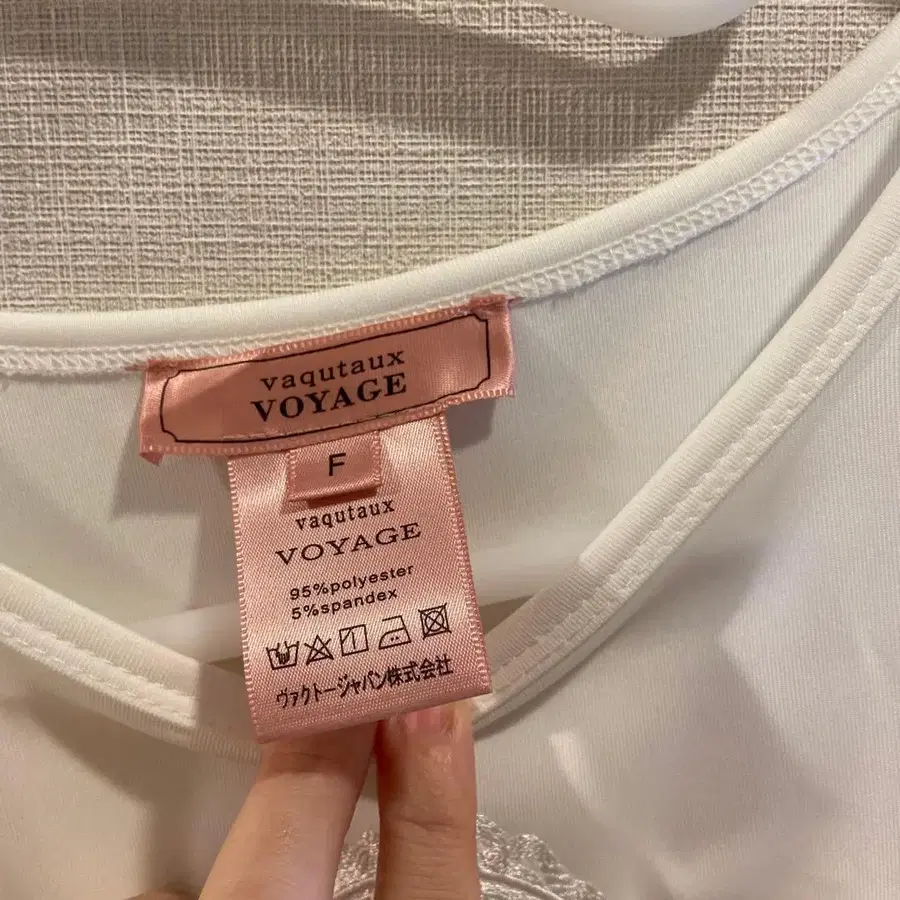 vaqutaux
VOYAGE
F
vaqutaux
VOYAGE
95%polyester
5%spandex
ヴァクトージャパン株式会社